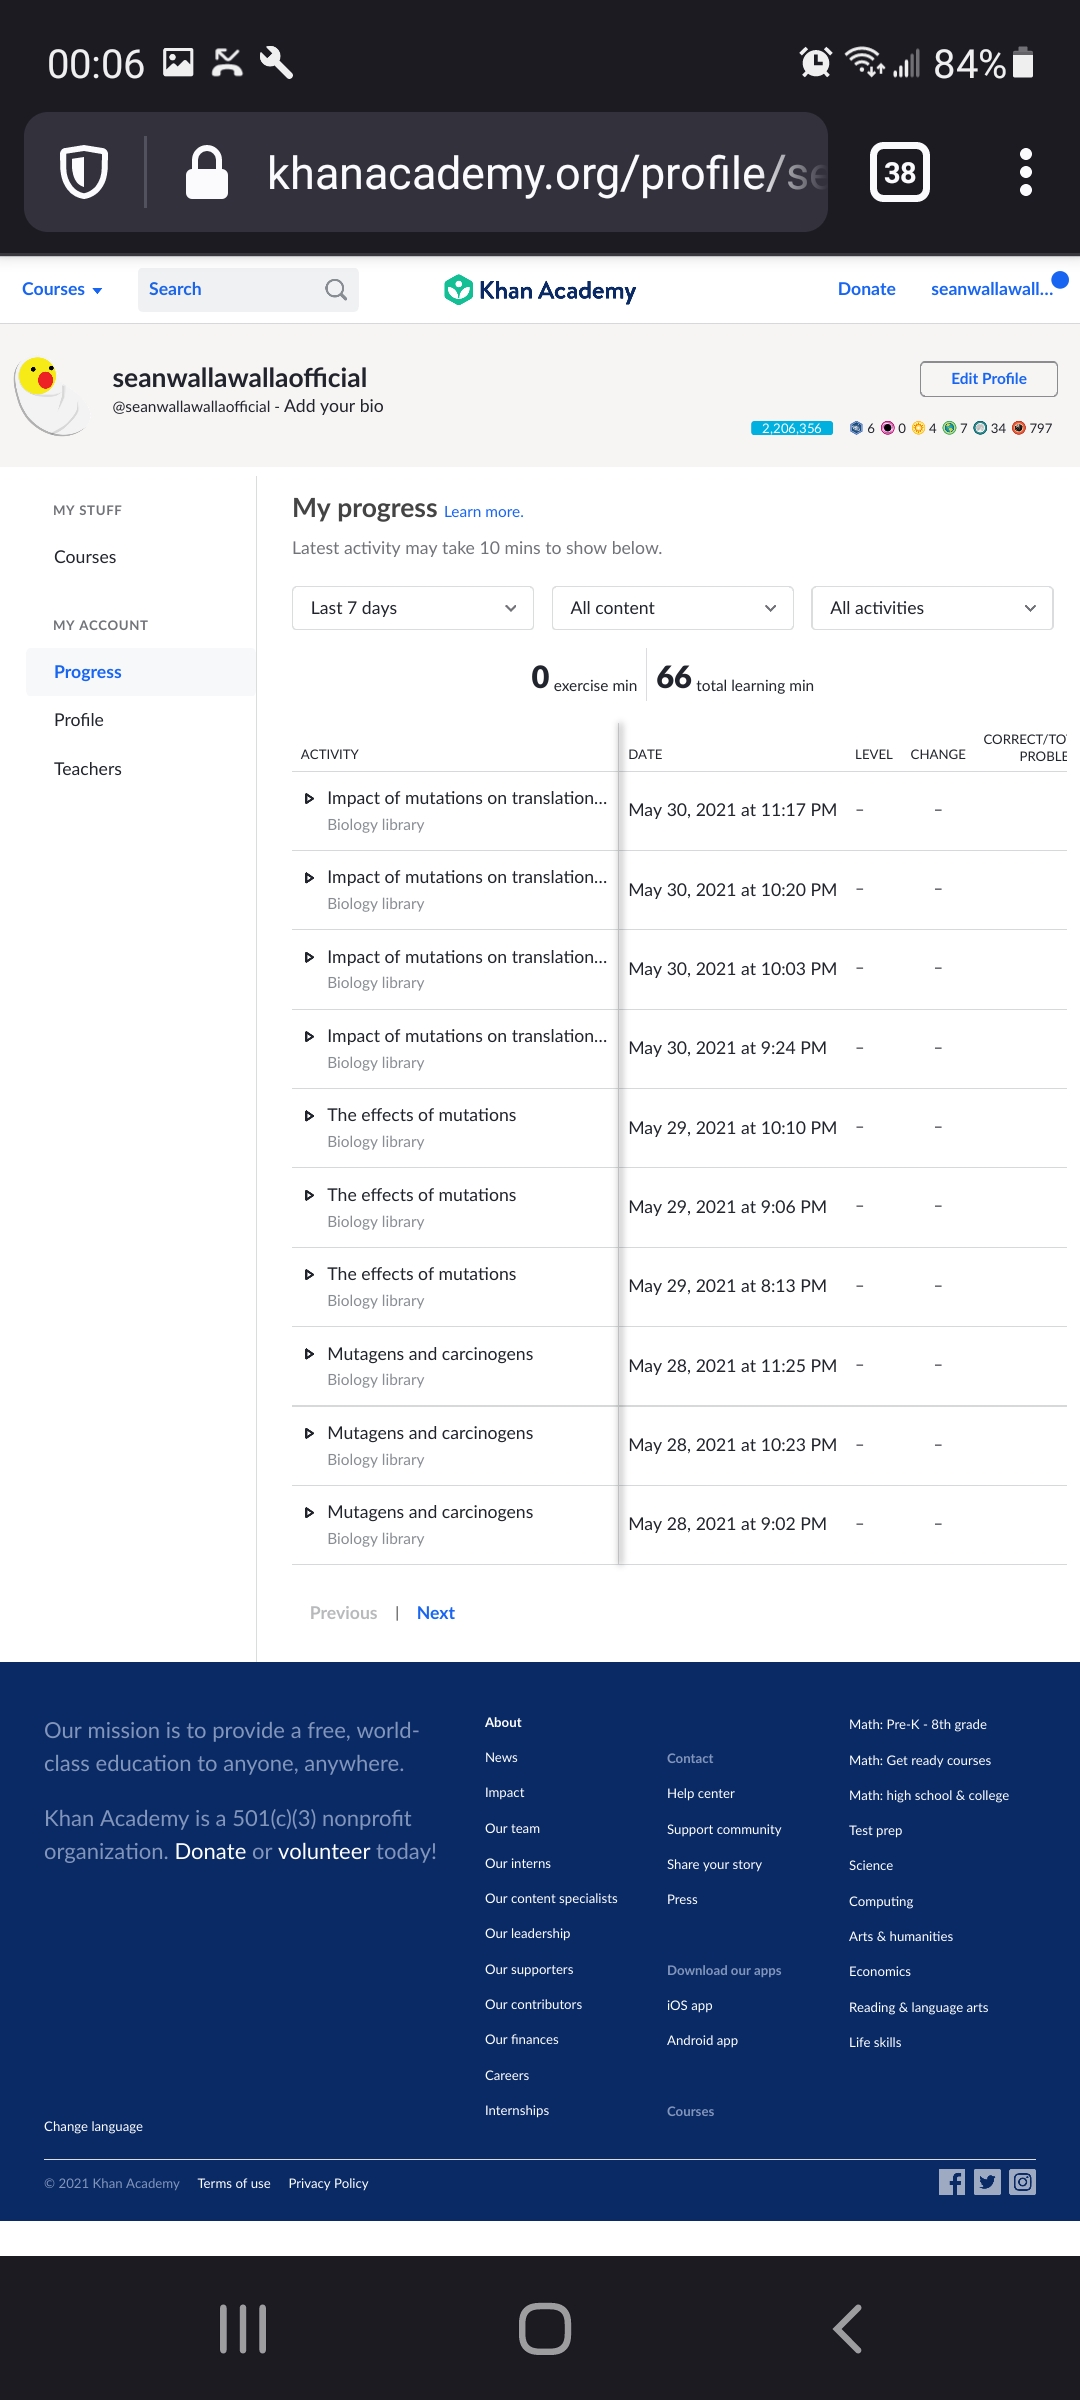 00:06
84%
khanacademy.org/profile/se
38
Courses
Search
Khan Academy
Donate
seanwallawall...
seanwallawallaofficial
@seanwallawallaofficial - Add your bio
Edit Profile
2,206,356
6
0
4
7
34
797
MY STUFF
Courses
MY ACCOUNT
Progress
Profile
Teachers
My progress Learn more.
Latest activity may take 10 mins to show below.
Last 7 days
All content
All activities
0 exercise min
66 total learning min
ACTIVITY
DATE
LEVEL
CHANGE
CORRECT/TO
PROBLE
Impact of mutations on translation...
Biology library
May 30, 2021 at 11:17 PM
–
–
Impact of mutations on translation...
Biology library
May 30, 2021 at 10:20 PM
–
–
Impact of mutations on translation...
Biology library
May 30, 2021 at 10:03 PM
–
–
Impact of mutations on translation...
Biology library
May 30, 2021 at 9:24 PM
–
–
The effects of mutations
Biology library
May 29, 2021 at 10:10 PM
–
–
The effects of mutations
Biology library
May 29, 2021 at 9:06 PM
–
–
The effects of mutations
Biology library
May 29, 2021 at 8:13 PM
–
–
Mutagens and carcinogens
Biology library
May 28, 2021 at 11:25 PM
–
–
Mutagens and carcinogens
Biology library
May 28, 2021 at 10:23 PM
–
–
Mutagens and carcinogens
Biology library
May 28, 2021 at 9:02 PM
–
–
Previous | Next
Our mission is to provide a free, world-
class education to anyone, anywhere.
Khan Academy is a 501(c)(3) nonprofit
organization. Donate or volunteer today!
About
News
Impact
Our team
Our interns
Our content specialists
Our leadership
Our supporters
Our contributors
Our finances
Careers
Internships
Contact
Help center
Support community
Share your story
Press
Download our apps
iOS app
Android app
Courses
Math: Pre-K - 8th grade
Math: Get ready courses
Math: high school & college
Test prep
Science
Computing
Arts & humanities
Economics
Reading & language arts
Life skills
Change language
© 2021 Khan Academy
Terms of use
Privacy Policy